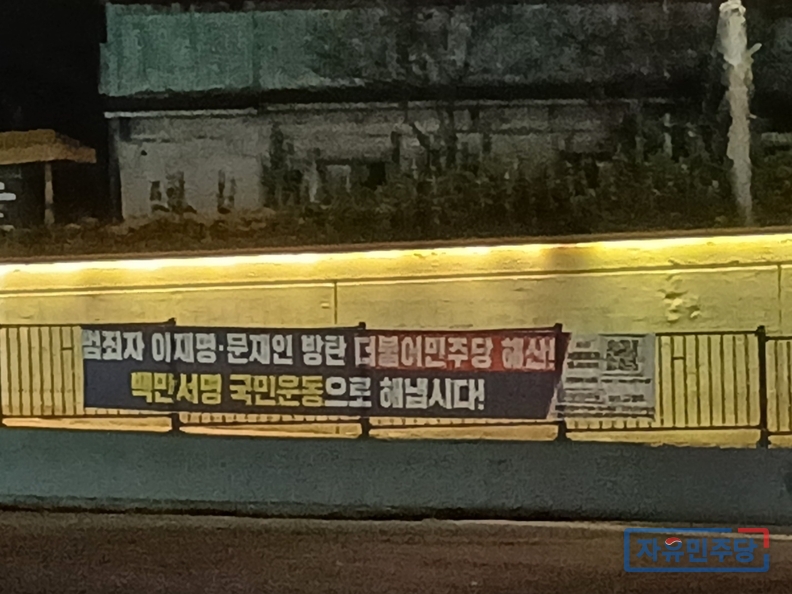 범죄자 이재명·문재인 방탄 더불어민주당 해산!
백만서명 국민운동으로 해냅시다!
자유민주당